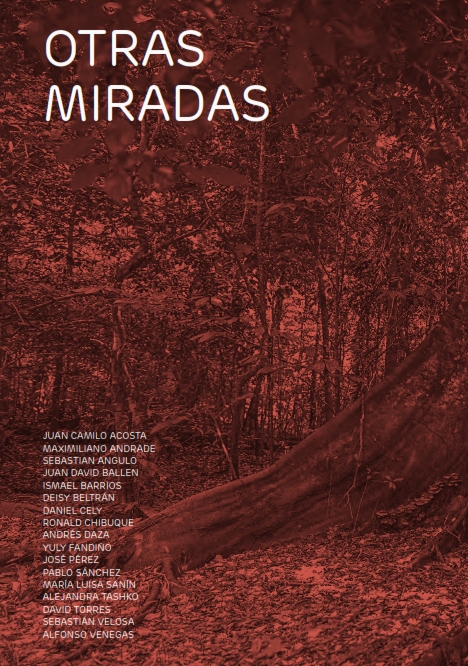 OTRAS
MIRADAS
JUAN CAMILO ACOSTA
MAXIMILIANO ANDRADE
SEBASTIAN ANGULO
JUAN DAVID BALLEN
ISMAEL BARRIOS
DEISY BELTRÁN
DANIEL CELY
RONALD CHIBUQUE
ANDRÉS DAZA
YULY FANDIÑO
JOSÉ PÉREZ
PABLO SÁNCHEZ
MARÍA LUISA SANÍN
ALEJANDRA TASHKO
DAVID TORRES
SEBASTIÁN VELOSA
ALFONSO VENEGAS